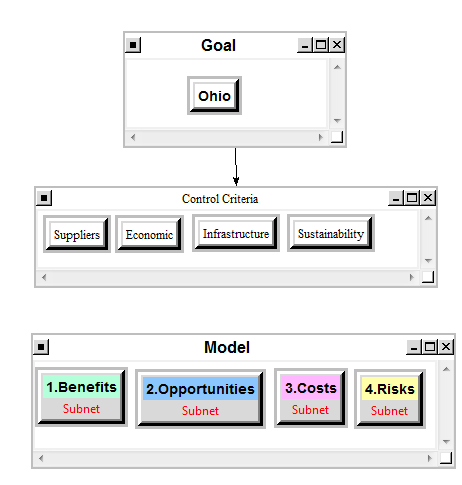 Goal
Ohio
Control Criteria
Suppliers
Economic
Infrastructure
Sustainability
Model
1.Benefits
Subnet
2.Opportunities
Subnet
3.Costs
Subnet
4.Risks
Subnet